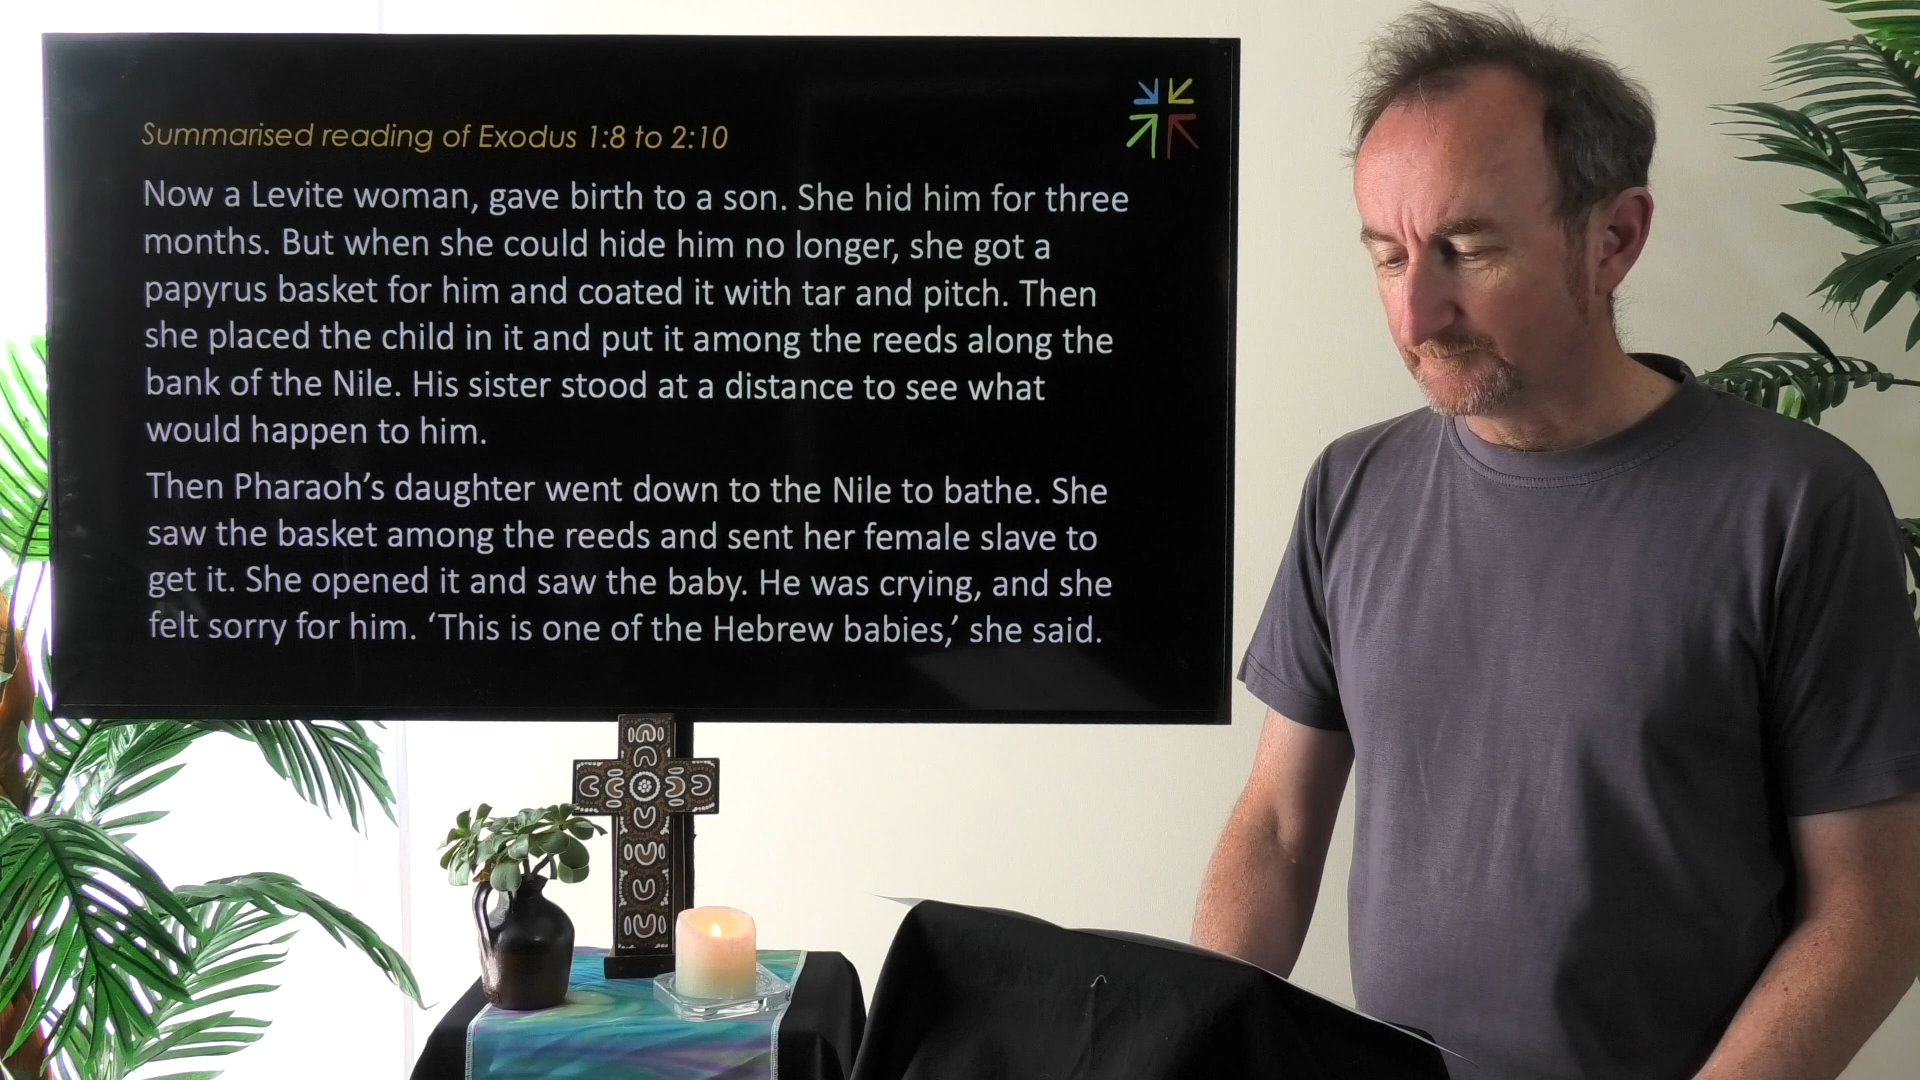 Summarised reading of Exodus 1:8 to 2:10
Now a Levite woman, gave birth to a son. She hid him for three
months. But when she could hide him no longer, she got a
papyrus basket for him and coated it with tar and pitch. Then
she placed the child in it and put it among the reeds along the
bank of the Nile. His sister stood at a distance to see what
would happen to him.
Then Pharaoh’s daughter went down to the Nile to bathe. She
saw the basket among the reeds and sent her female slave to
get it. She opened it and saw the baby. He was crying, and she
felt sorry for him. ‘This is one of the Hebrew babies,’ she said.